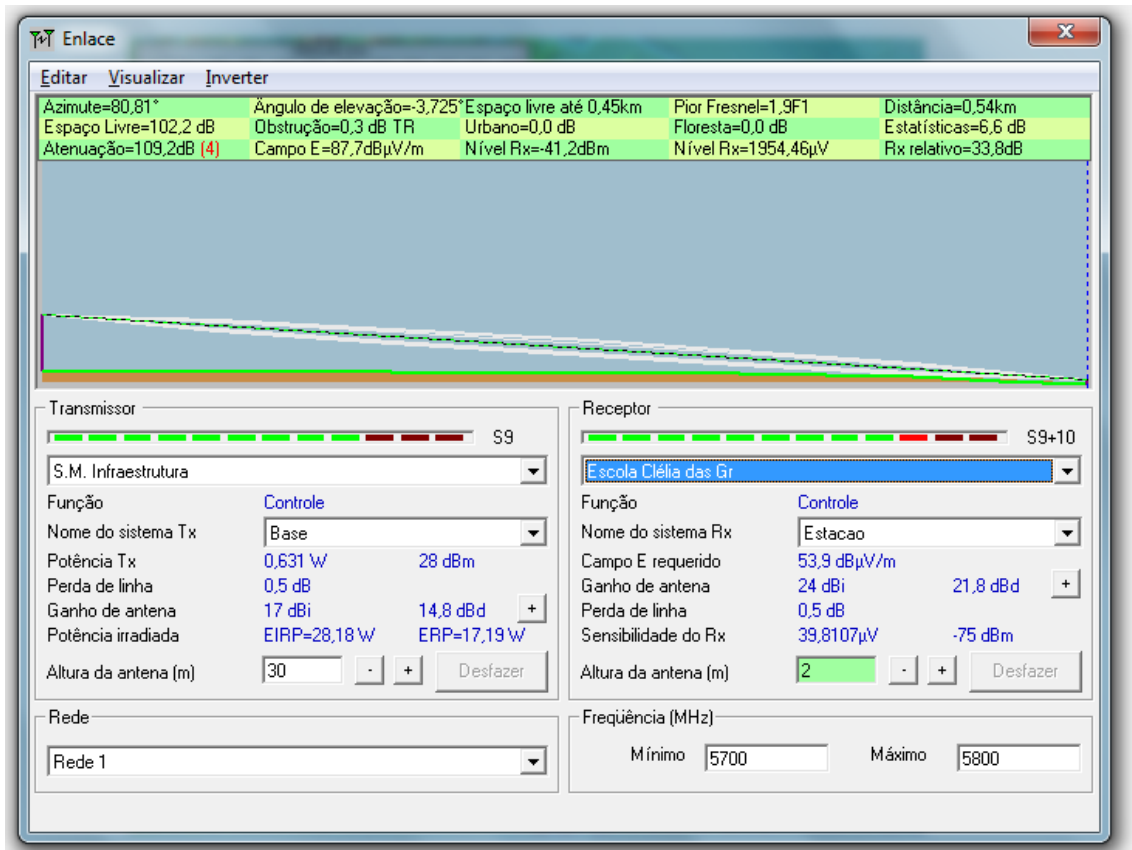 Enlace
Editar Visualizar Inverter
Azimute=80,81° Ângulo de elevação=-3,725° Espaço livre até 0,45km Pior Fresnel=1,9F1 Distância=0,54km
Espaço Livre=102,2 dB Obstrução=0,3 dB TR Urbano=0,0 dB Floresta=0,0 dB Estatísticas=6,6 dB
Atenuação=109,2dB (4) Campo E=87,7dBµV/m Nível Rx=-41,2dBm Nível Rx=1954,46µV Rx relativo=33,8dB
Transmissor
S9
S.M. Infraestrutura
Função Controle
Nome do sistema Tx Base
Potência Tx 0,631 W 28 dBm
Perda de linha 0,5 dB
Ganho de antena 17 dBi 14,8 dBd +
Potência irradiada EIRP=28,18 W ERP=17,19 W
Altura da antena (m) 30 - + Desfazer
Receptor
S9+10
Escola Clélia das Gr
Função Controle
Nome do sistema Rx Estacao
Campo E requerido 53,9 dBµV/m
Ganho de antena 24 dBi 21,8 dBd +
Perda de linha 0,5 dB
Sensibilidade do Rx 39,8107µV -75 dBm
Altura da antena (m) 2 - + Desfazer
Rede
Rede 1
Freqüência (MHz)
Mínimo 5700 Máximo 5800